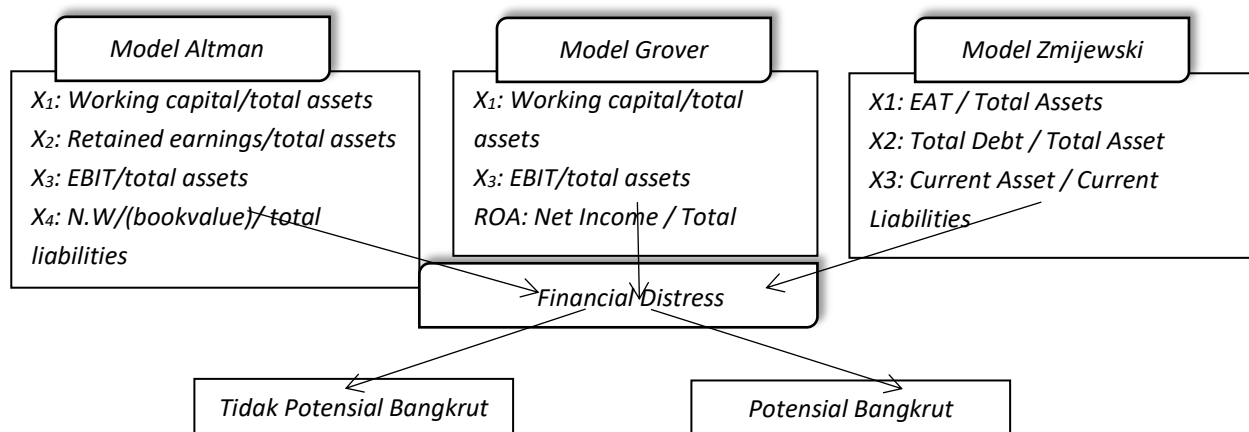 Model Altman
X₁: Working capital/total assets
X₂: Retained earnings/total assets
X₃: EBIT/total assets
X₄: N.W/(bookvalue)/ total
liabilities
Model Grover
X₁: Working capital/total
assets
X₃: EBIT/total assets
ROA: Net Income / Total
Model Zmijewski
X1: EAT / Total Assets
X2: Total Debt / Total Asset
X3: Current Asset / Current
Liabilities
Financial Distress
Tidak Potensial Bangkrut
Potensial Bangkrut